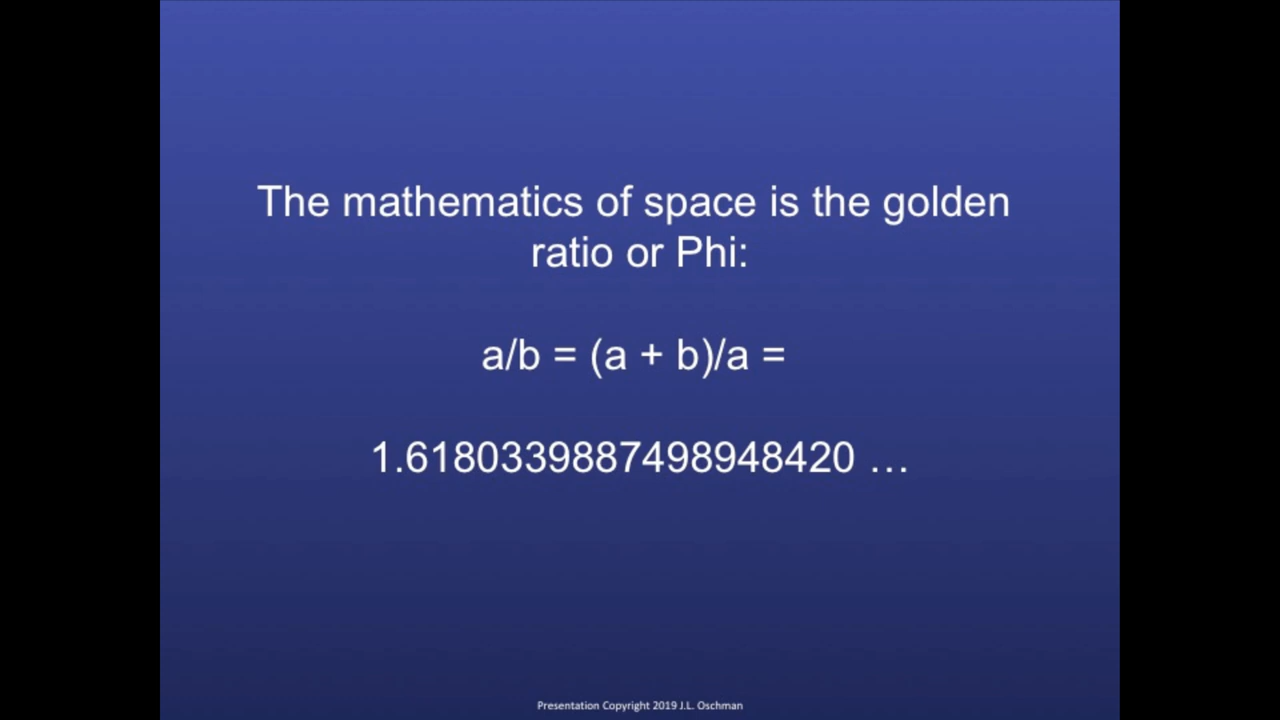 The mathematics of space is the golden
ratio or Phi:
a/b = (a + b)/a =
1.6180339887498948420 …
Presentation Copyright 2019 J.L. Oschman